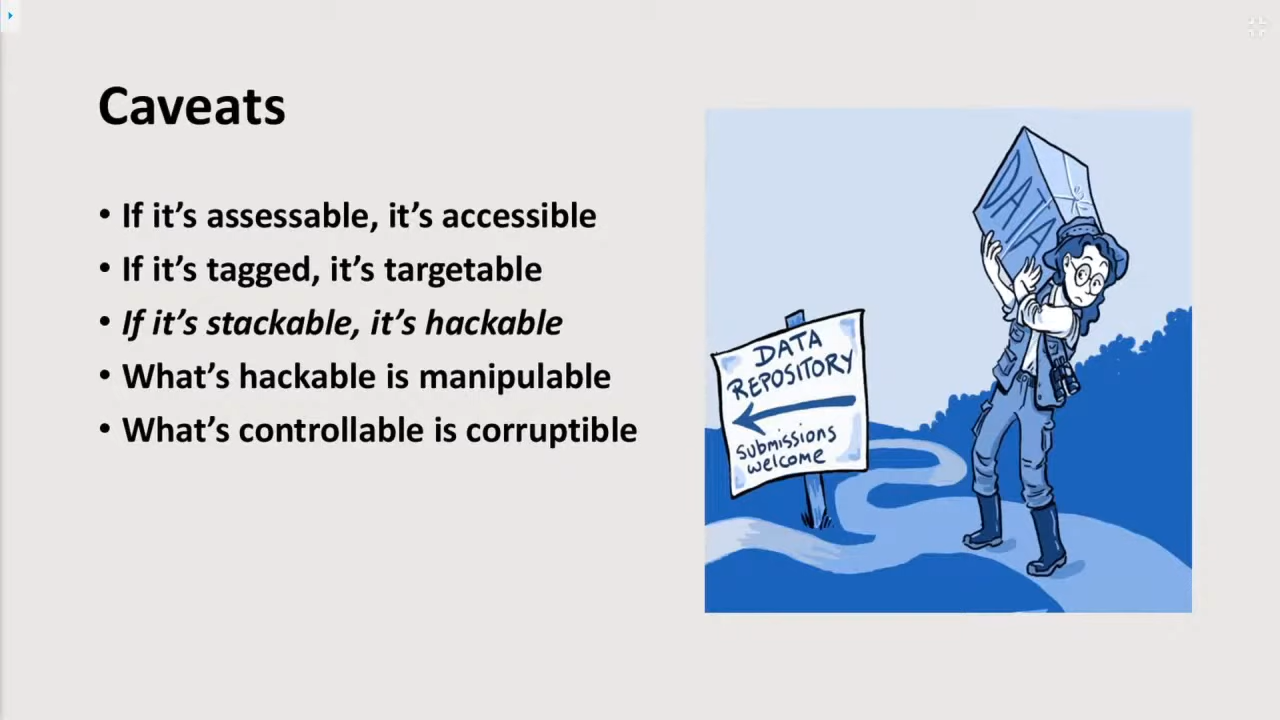 Caveats
• If it’s assessable, it’s accessible
• If it’s tagged, it’s targetable
• If it’s stackable, it’s hackable
• What’s hackable is manipulable
• What’s controllable is corruptible
DATA
DATA
REPOSITORY
submissions
welcome